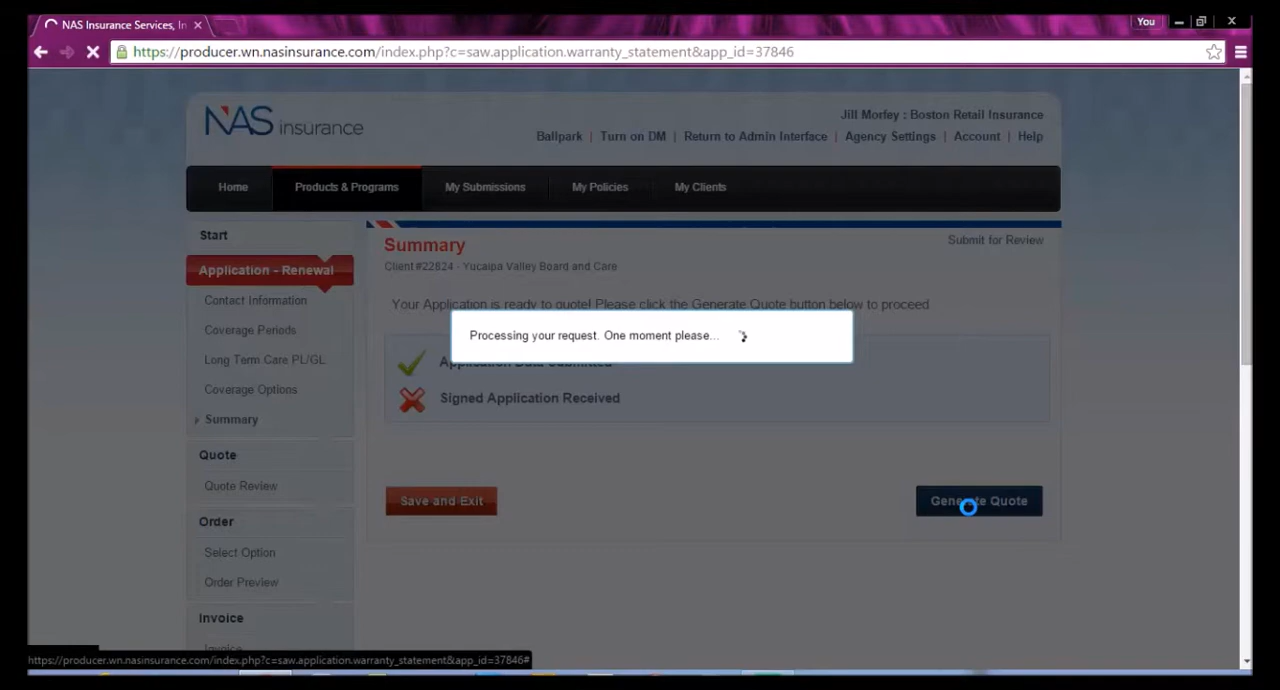 NAS Insurance Services, In
You
https://producer.wn.nasinsurance.com/index.php?c=saw.application.warranty_statement&app_id=37846
NAS insurance
Jill Morfey : Boston Retail Insurance
Ballpark | Turn on DM | Return to Admin Interface | Agency Settings | Account | Help
Home
Products & Programs
My Submissions
My Policies
My Clients
Start
Application - Renewal
Contact Information
Coverage Periods
Long Term Care PL/GL
Coverage Options
Summary
Quote
Quote Review
Order
Select Option
Order Preview
Invoice
Invoice
Summary
Submit for Review
Client #22824 - Yucaipa Valley Board and Care
Your Application is ready to quote! Please click the Generate Quote button below to proceed
Processing your request. One moment please...
Application Data Submitted
Signed Application Received
Save and Exit
Generate Quote
https://producer.wn.nasinsurance.com/index.php?c=saw.application.warranty_statement&app_id=37846#